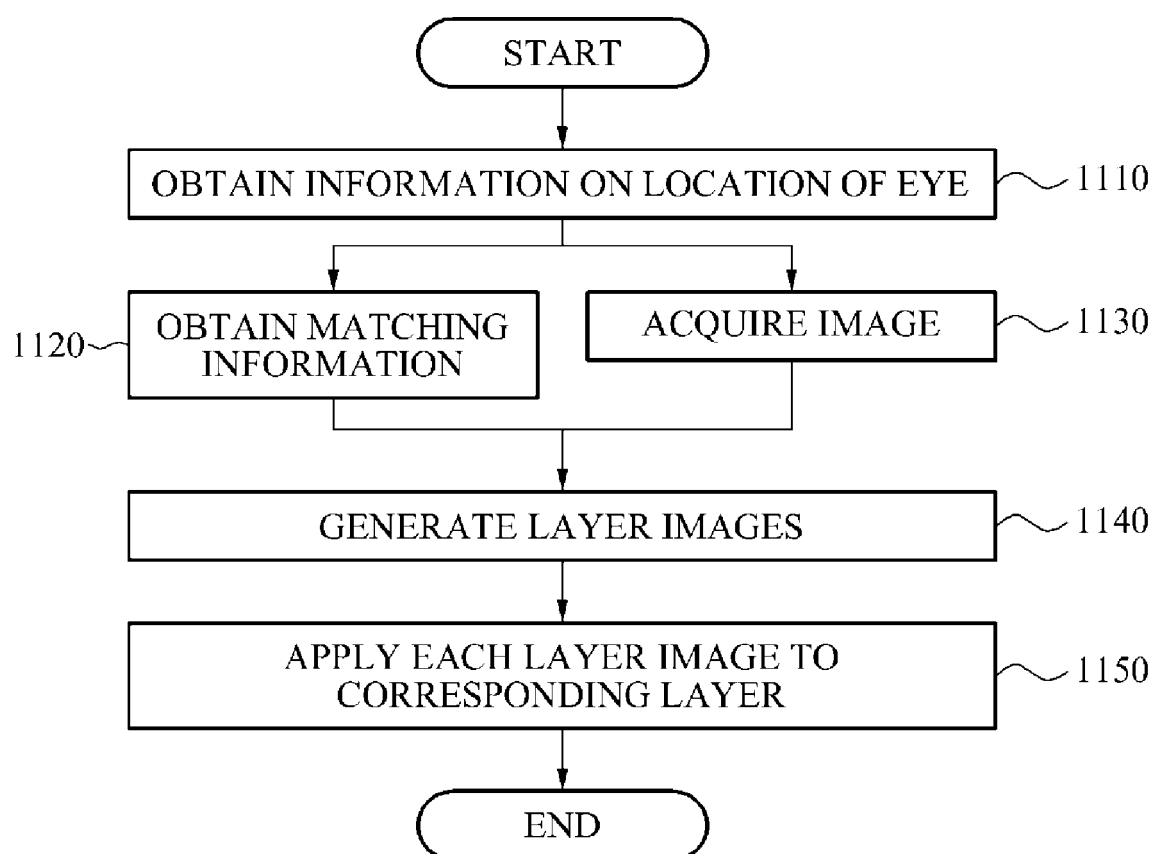 START
OBTAIN INFORMATION ON LOCATION OF EYE
1110
OBTAIN MATCHING
INFORMATION
1120
ACQUIRE IMAGE
1130
GENERATE LAYER IMAGES
1140
APPLY EACH LAYER IMAGE TO
CORRESPONDING LAYER
1150
END